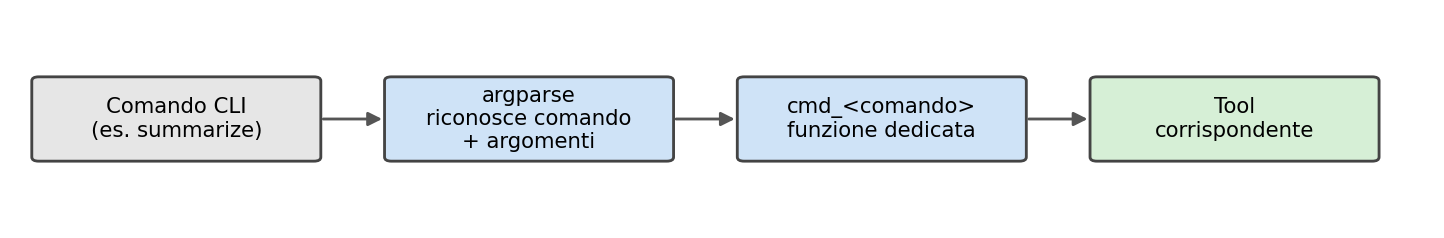 Comando CLI
(es. summarize)
argparse
riconosce comando
+ argomenti
cmd_<comando>
funzione dedicata
Tool
corrispondente